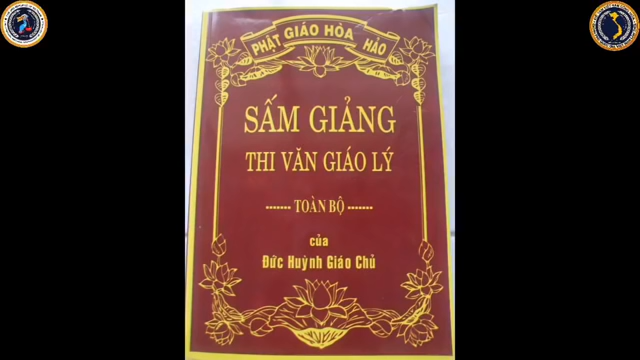 PHẬT GIÁO HÒA HẢO
SẤM GIẢNG
THI VĂN GIÁO LÝ
------- TOÀN BỘ -------
của
Đức Huỳnh Giáo Chủ